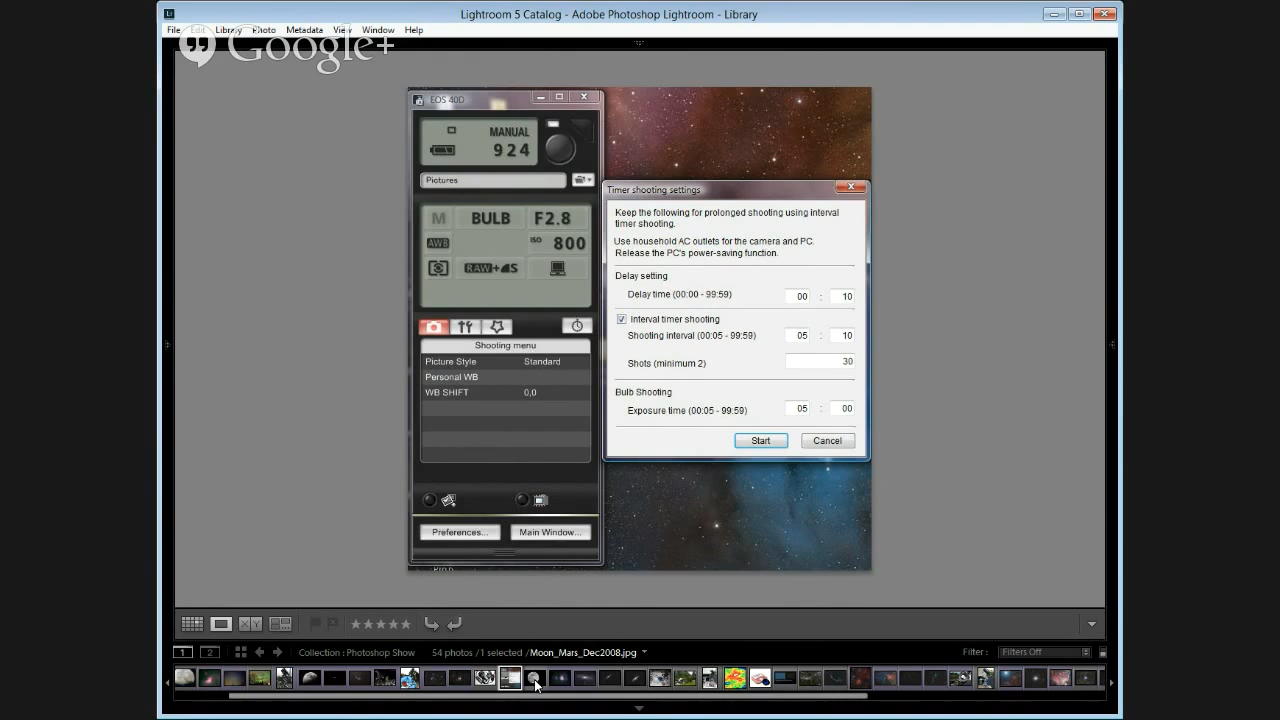 Lightroom 5 Catalog - Adobe Photoshop Lightroom - Library
File Edit Library Photo Metadata View Window Help
Google+
EOS 40D
MANUAL
924
Pictures
M BULB F2.8
AWB ISO 800
RAW+ S
Shooting menu
Picture Style Standard
Personal WB
WB SHIFT 0,0
Preferences... Main Window...
Timer shooting settings
Keep the following for prolonged shooting using interval
timer shooting.
Use household AC outlets for the camera and PC.
Release the PC's power-saving function.
Delay setting
Delay time (00:00 - 99:59) 00 : 10
Interval timer shooting
Shooting interval (00:05 - 99:59) 05 : 10
Shots (minimum 2) 30
Bulb Shooting
Exposure time (00:05 - 99:59) 05 : 00
Start Cancel
XY
1 2 Collection : Photoshop Show 54 photos /1 selected /Moon_Mars_Dec2008.jpg Filter : Filters Off